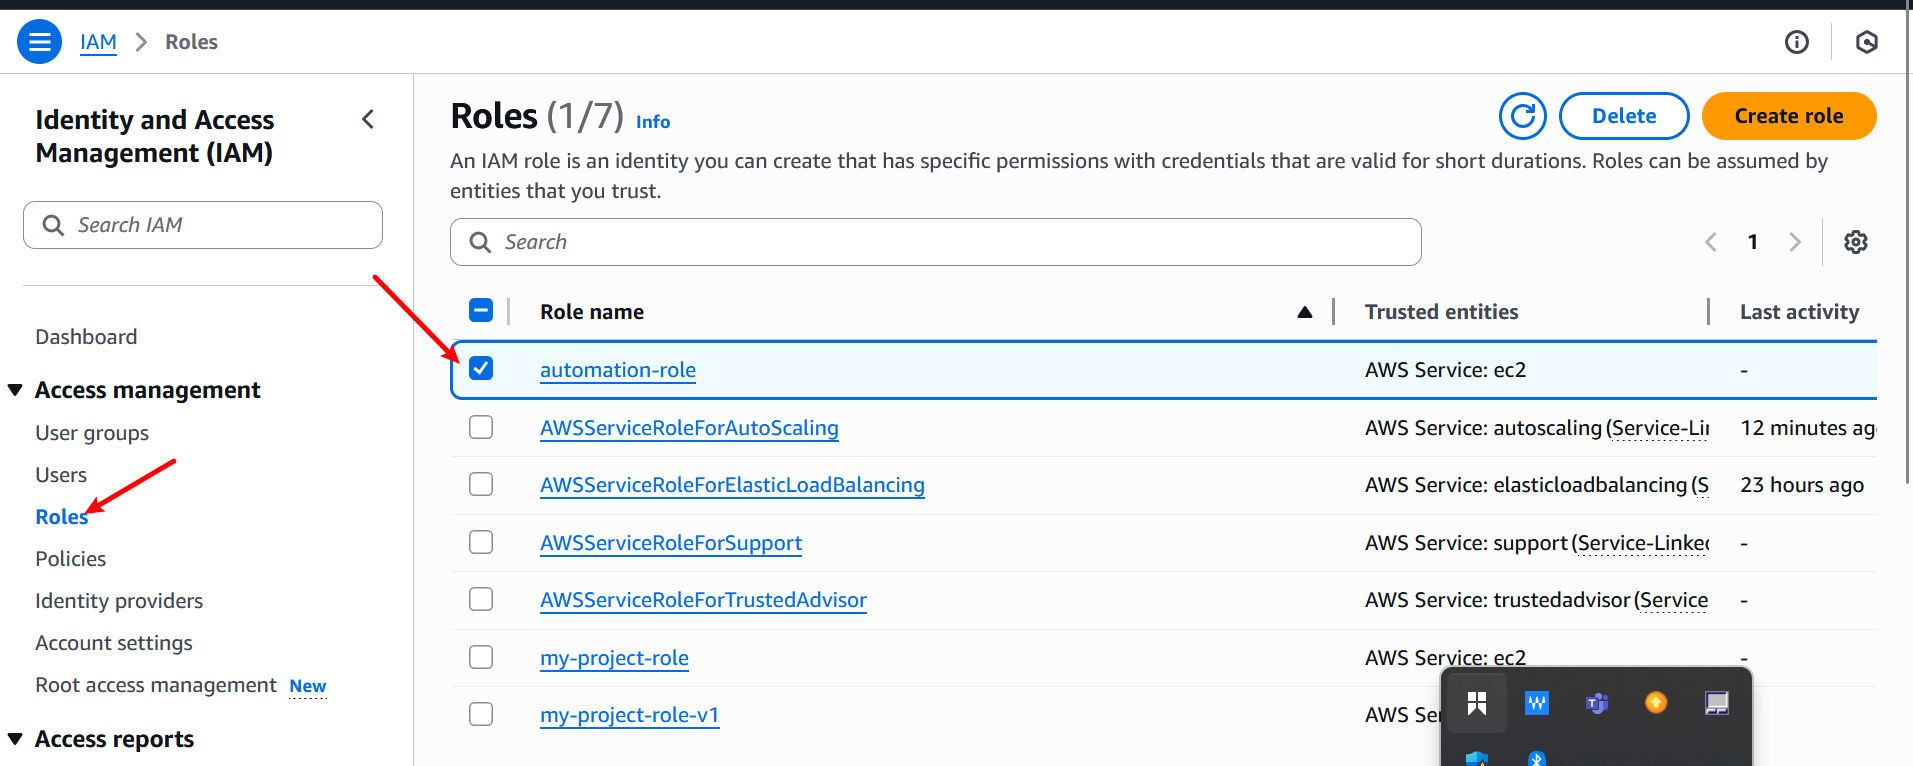 IAM
Roles
Identity and Access
Management (IAM)
Search IAM
Dashboard
Access management
User groups
Users
Roles
Policies
Identity providers
Account settings
Root access management New
Access reports
Roles (1/7) Info
Delete
Create role
An IAM role is an identity you can create that has specific permissions with credentials that are valid for short durations. Roles can be assumed by
entities that you trust.
Search
1
Role name Trusted entities Last activity
automation-role AWS Service: ec2 -
AWSServiceRoleForAutoScaling AWS Service: autoscaling (Service-Li 12 minutes ag
AWSServiceRoleForElasticLoadBalancing AWS Service: elasticloadbalancing (S 23 hours ago
AWSServiceRoleForSupport AWS Service: support (Service-Linke -
AWSServiceRoleForTrustedAdvisor AWS Service: trustedadvisor (Service -
my-project-role AWS Service: ec2 -
my-project-role-v1 AWS Se